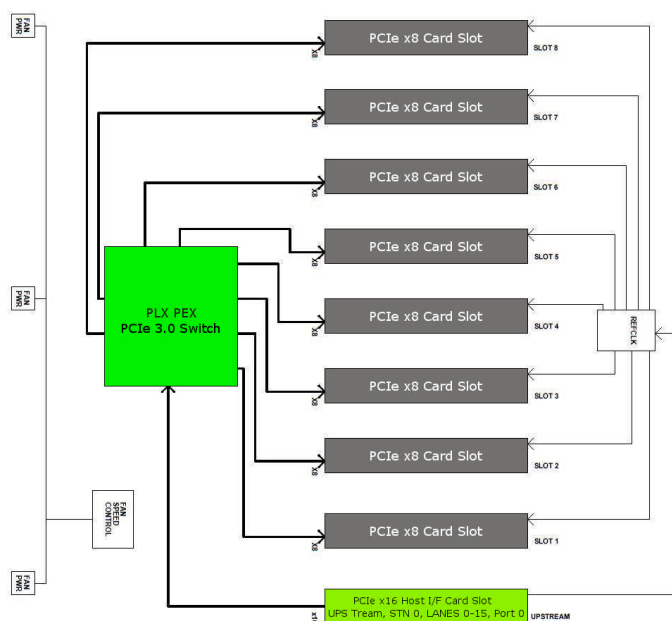 FAN
PWR
PCIe x8 Card Slot
SLOT 8
X8
PCIe x8 Card Slot
SLOT 7
X8
PCIe x8 Card Slot
SLOT 6
X8
PCIe x8 Card Slot
SLOT 5
X8
PLX PEX
PCIe 3.0 Switch
FAN
PWR
PCIe x8 Card Slot
SLOT 4
X8
REFCLK
PCIe x8 Card Slot
SLOT 3
X8
PCIe x8 Card Slot
SLOT 2
X8
FAN
SPEED
CONTROL
PCIe x8 Card Slot
SLOT 1
X8
FAN
PWR
PCIe x16 Host I/F Card Slot
UPS Tream, STN 0, LANES 0-15, Port 0
UPSTREAM